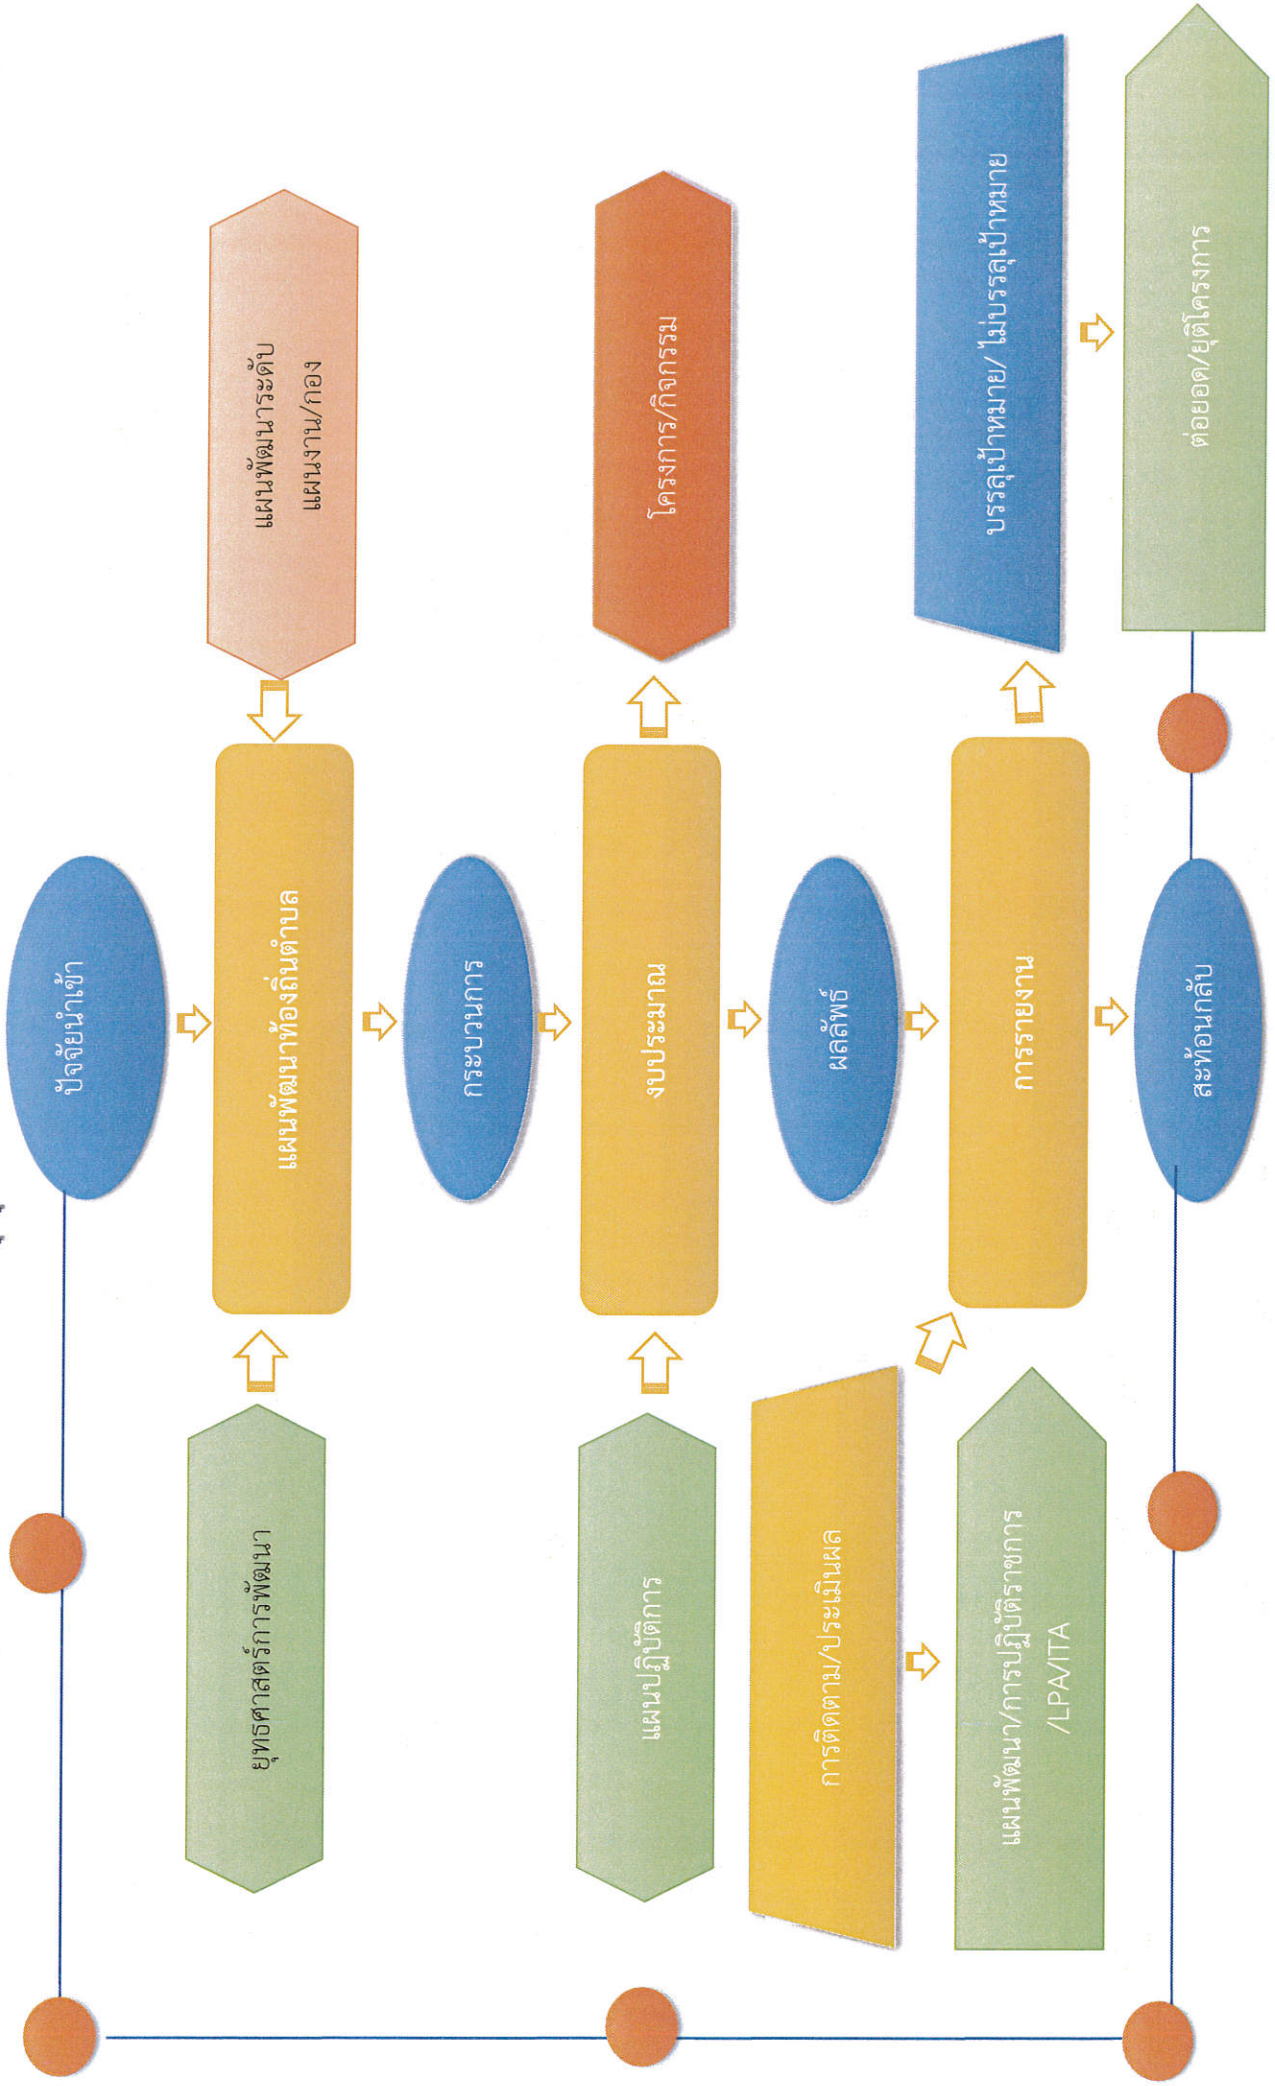 ปัจจัยนำเข้า
ยุทธศาสตร์การพัฒนา
แผนพัฒนาท้องถิ่นตำบล
แผนพัฒนาระดับ
แผนงาน/กอง
กระบวนการ
แผนปฏิบัติการ
งบประมาณ
โครงการ/กิจกรรม
การติดตาม/ประเมินผล
ผลลัพธ์
แผนพัฒนา/การปฏิบัติราชการ
/LPA/ITA
การรายงาน
บรรลุเป้าหมาย/ ไม่บรรลุเป้าหมาย
สะท้อนกลับ
ต่อยอด/ยุติโครงการ